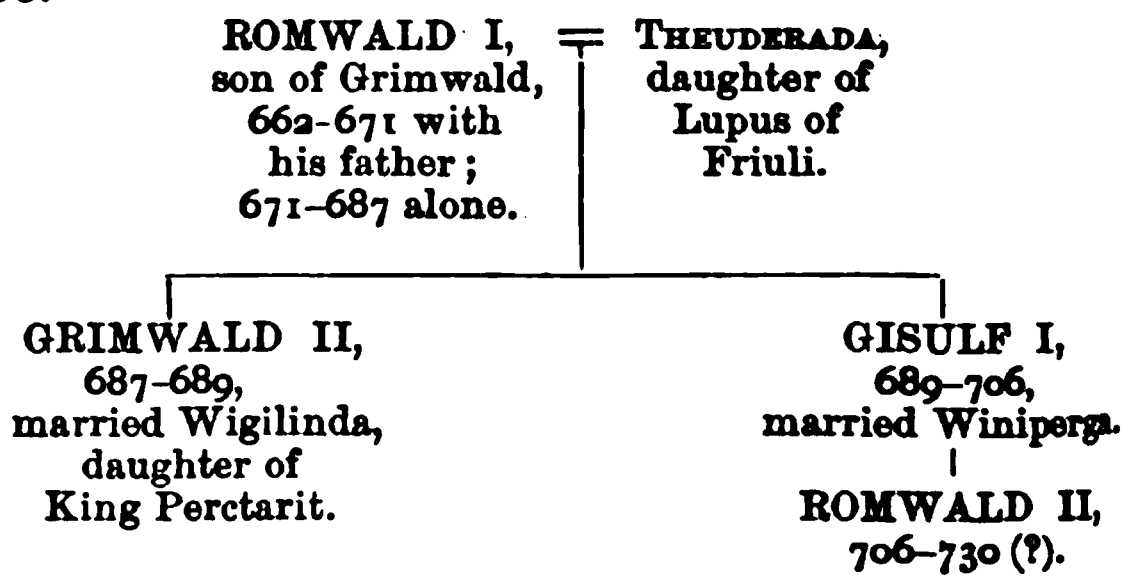 ROMWALD I, = THEUDERADA,
son of Grimwald,
662-671 with
his father;
671-687 alone.
daughter of
Lupus of
Friuli.
GRIMWALD II,
687-689,
married Wigilinda,
daughter of
King Perctarit.
GISULF I,
689-706,
married Winiperga.
ROMWALD II,
706-730 (?).